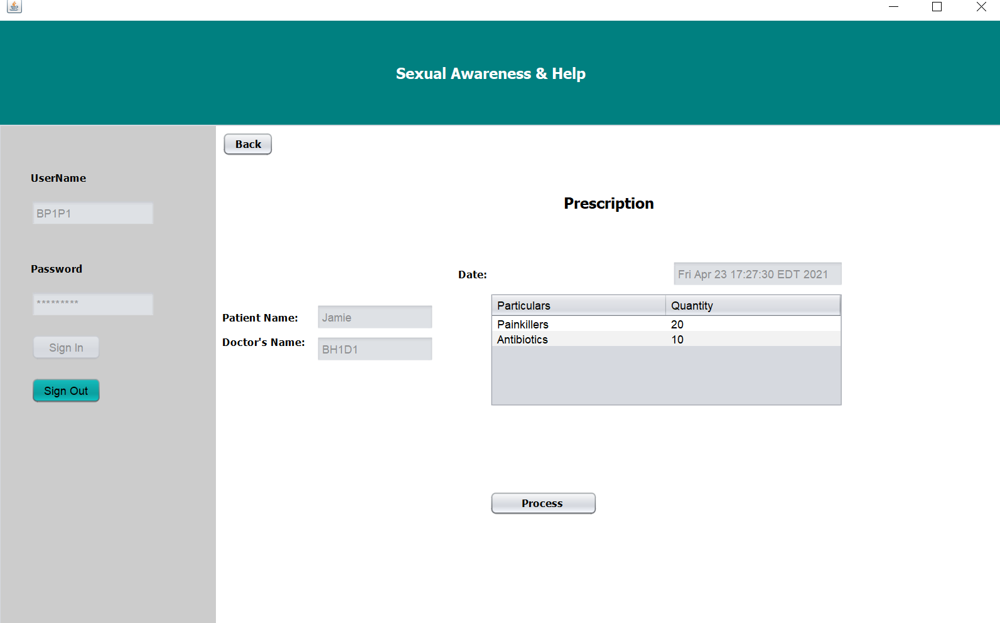 Sexual Awareness & Help
Back
UserName
BP1P1
Password
*********
Sign In
Sign Out
Prescription
Date: Fri Apr 23 17:27:30 EDT 2021
Patient Name: Jamie
Doctor's Name: BH1D1
Particulars Quantity
Painkillers 20
Antibiotics 10
Process